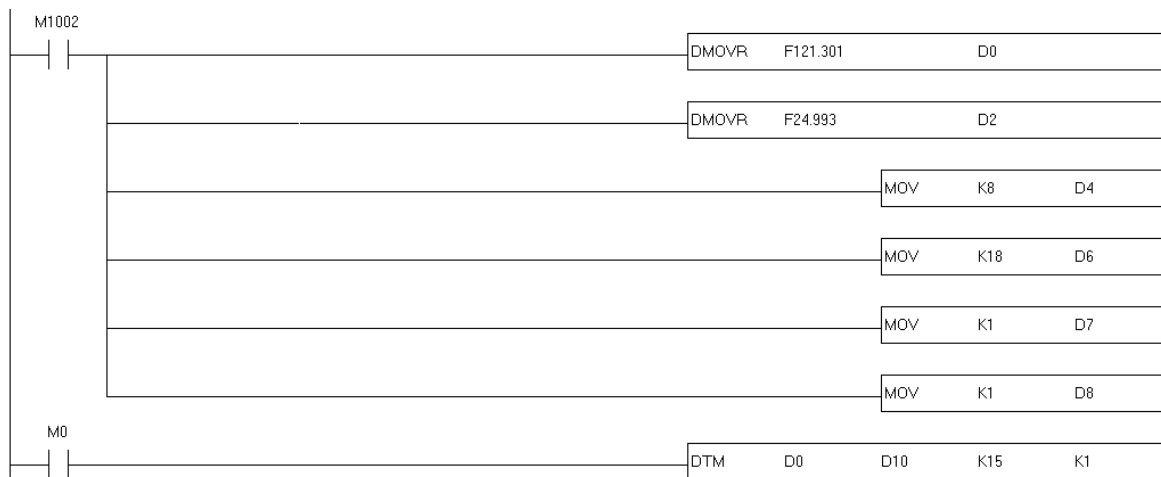 M1002
DMOVR F121.301 D0
DMOVR F24.993 D2
MOV K8 D4
MOV K18 D6
MOV K1 D7
MOV K1 D8
M0
DTM D0 D10 K15 K1